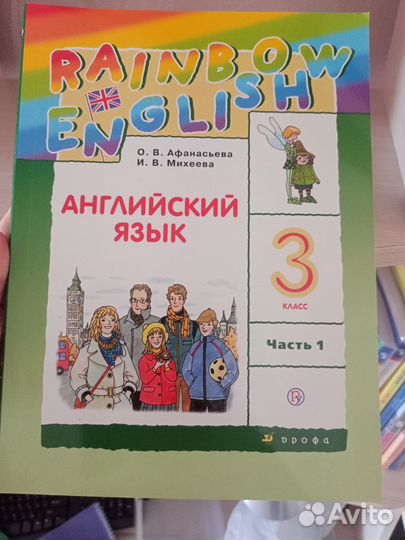 RAINBOW
ENGLISH
О. В. Афанасьева
И. В. Михеева
АНГЛИЙСКИЙ
ЯЗЫК
3
КЛАСС
Часть 1
дрофа
Avito